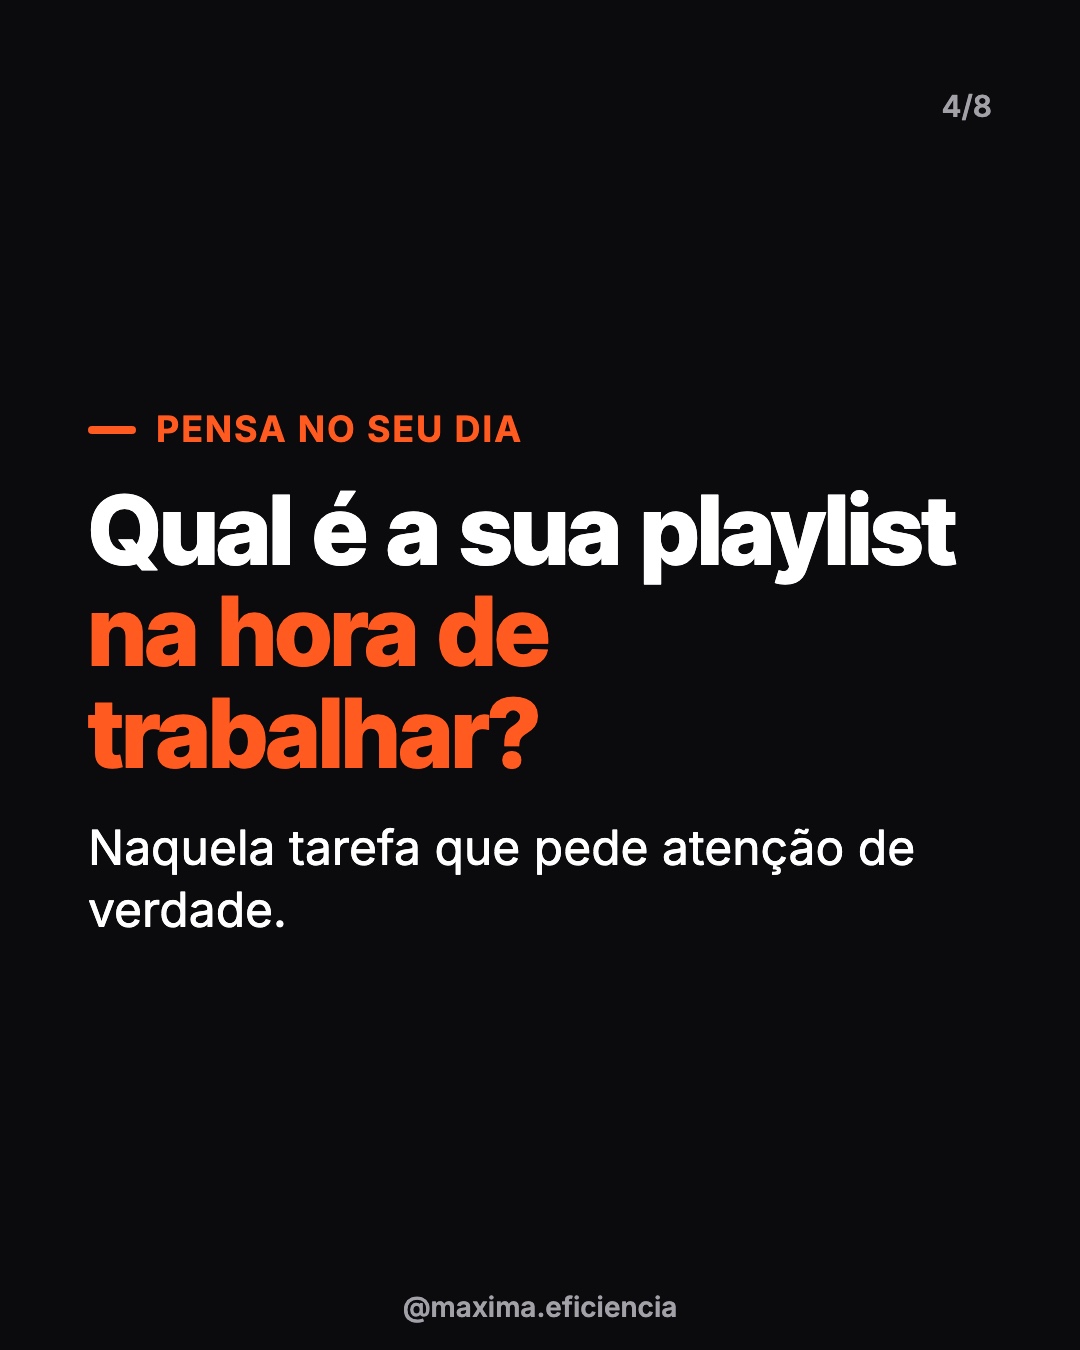 4/8
PENSA NO SEU DIA
Qual é a sua playlist
na hora de
trabalhar?
Naquela tarefa que pede atenção de
verdade.
@maxima.eficiencia